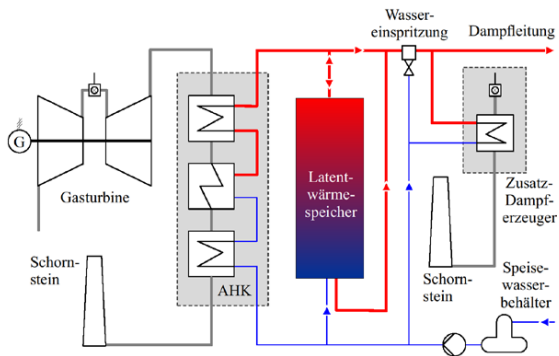 Wasser-
einspritzung
Dampfleitung
G
Gasturbine
Latent-
wärme-
speicher
Zusatz-
Dampf-
erzeuger
Schorn-
stein
AHK
Schorn-
stein
Speise-
wasser-
behälter